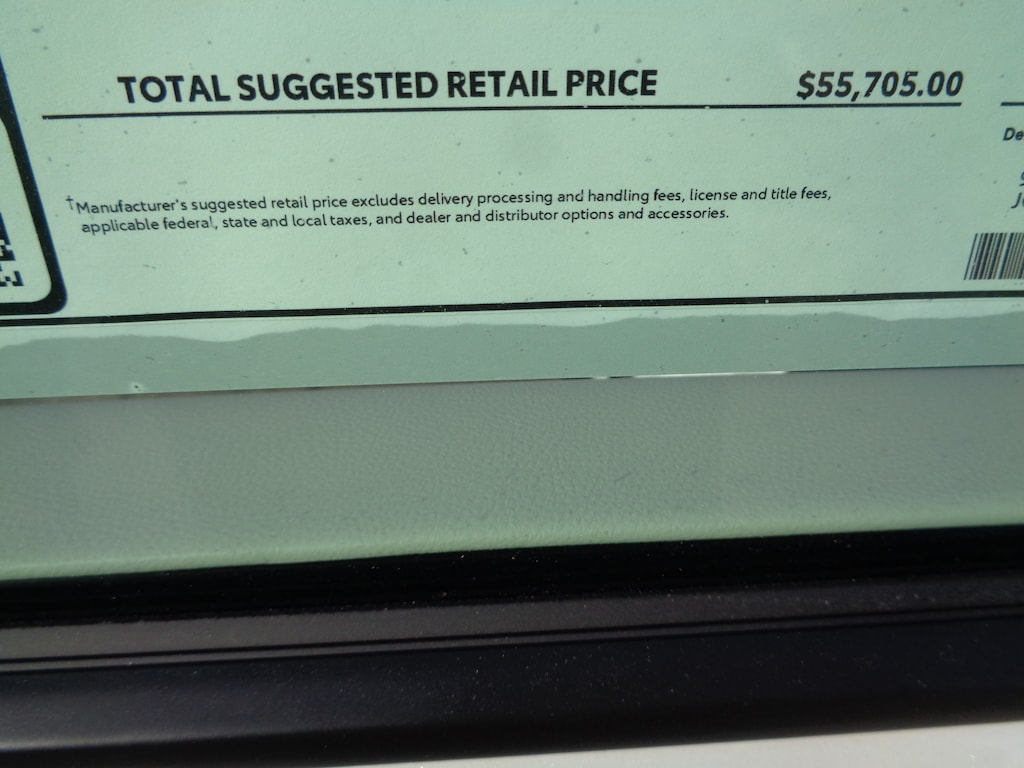 TOTAL SUGGESTED RETAIL PRICE $55,705.00
†Manufacturer's suggested retail price excludes delivery processing and handling fees, license and title fees,
applicable federal, state and local taxes, and dealer and distributor options and accessories.